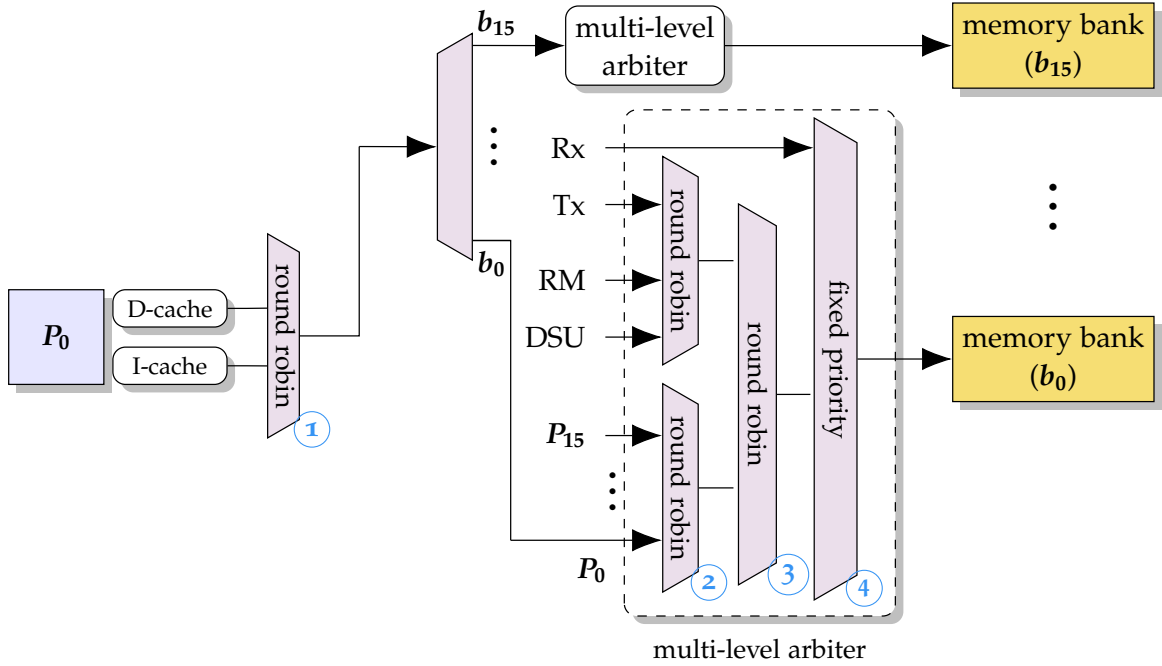 b15
multi-level
arbiter
memory bank
(b15)
Rx
Tx
RM
DSU
round robin
round robin
fixed priority
b0
P0
D-cache
I-cache
round robin
1
memory bank
(b0)
P15
round robin
P0
2
3
4
multi-level arbiter